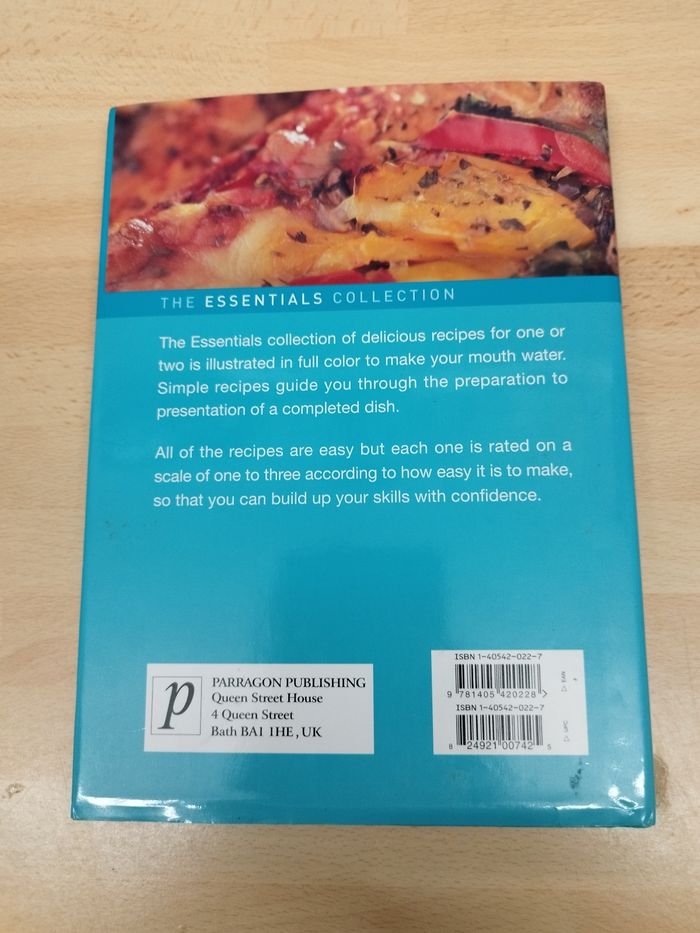 THE ESSENTIALS COLLECTION
The Essentials collection of delicious recipes for one or
two is illustrated in full color to make your mouth water.
Simple recipes guide you through the preparation to
presentation of a completed dish.
All of the recipes are easy but each one is rated on a
scale of one to three according to how easy it is to make,
so that you can build up your skills with confidence.
p
PARRAGON PUBLISHING
Queen Street House
4 Queen Street
Bath BA1 1HE, UK
ISBN 1-40542-022-7
9 781405 420228 >
ISBN 1-40542-022-7
8 24921 00742 5
▷ EAN
▷ UPC